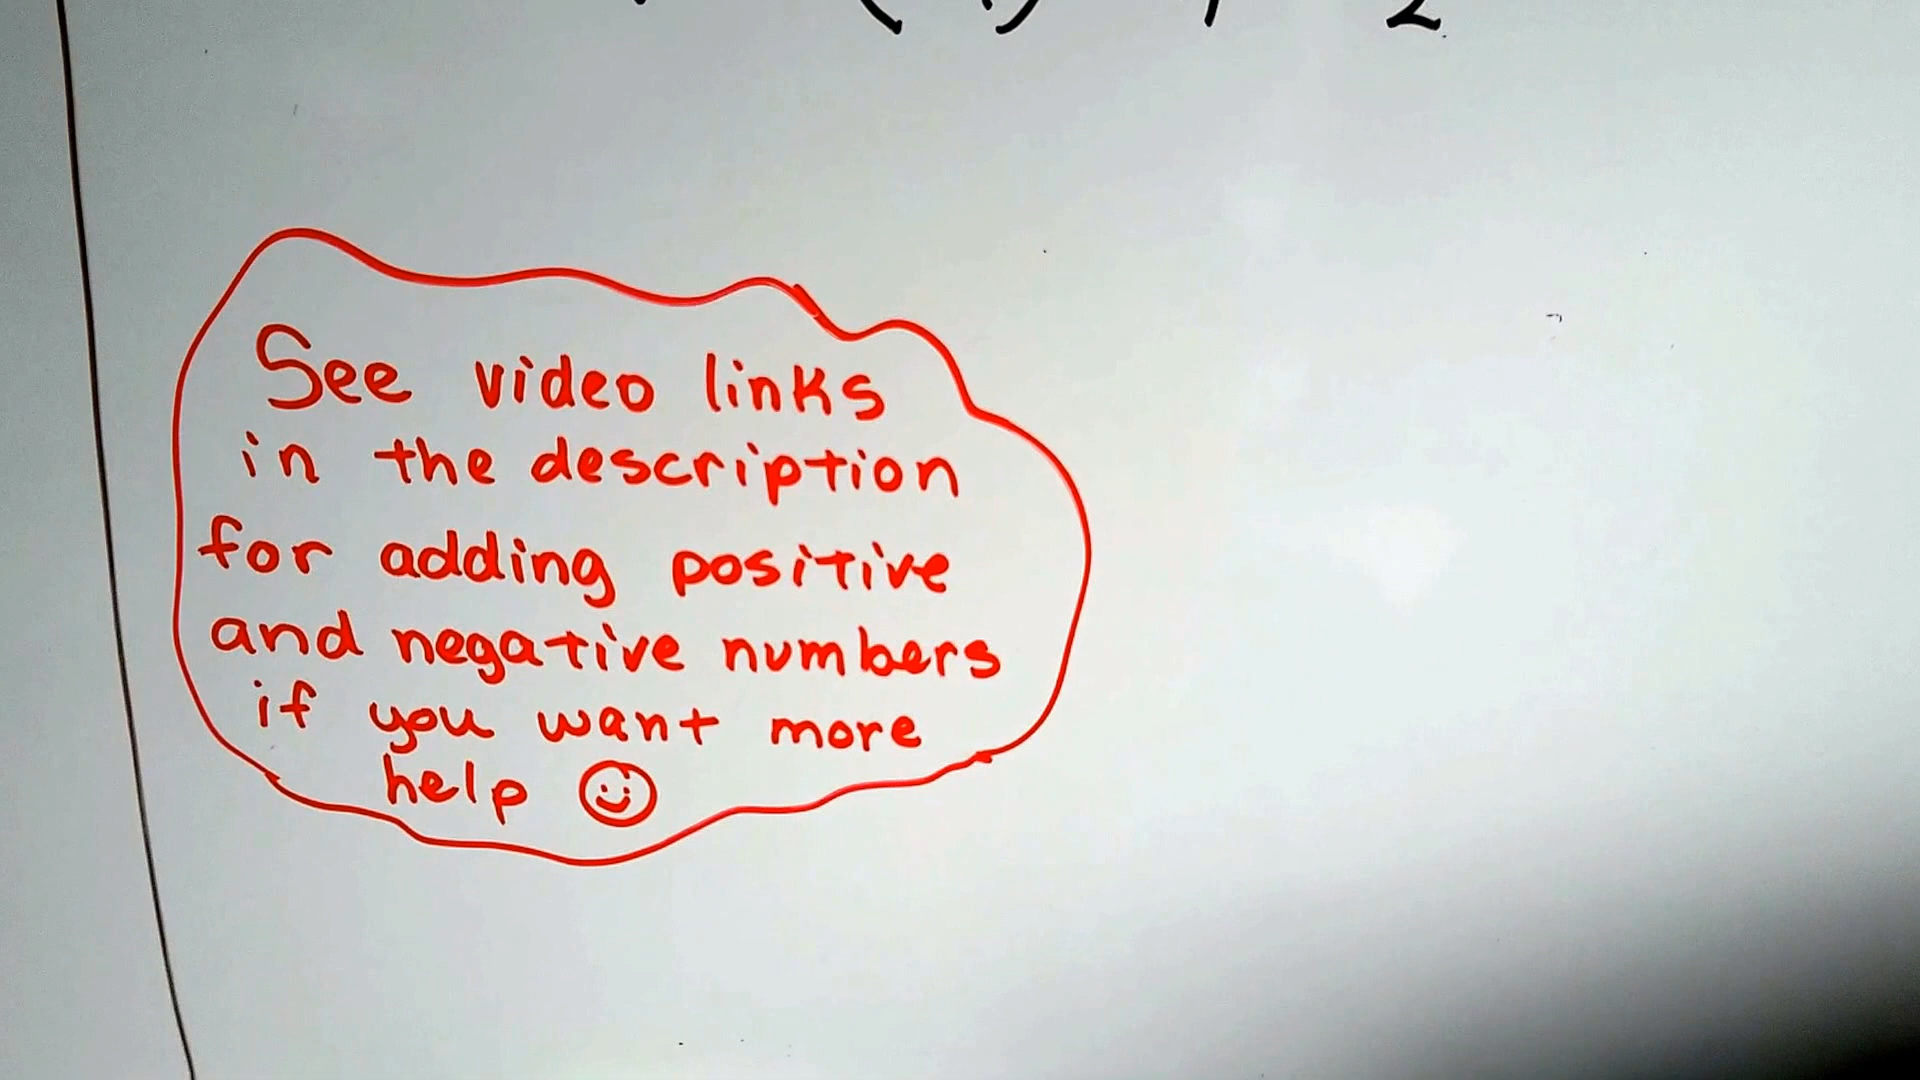 See video links
in the description
for adding positive
and negative numbers
if you want more
help